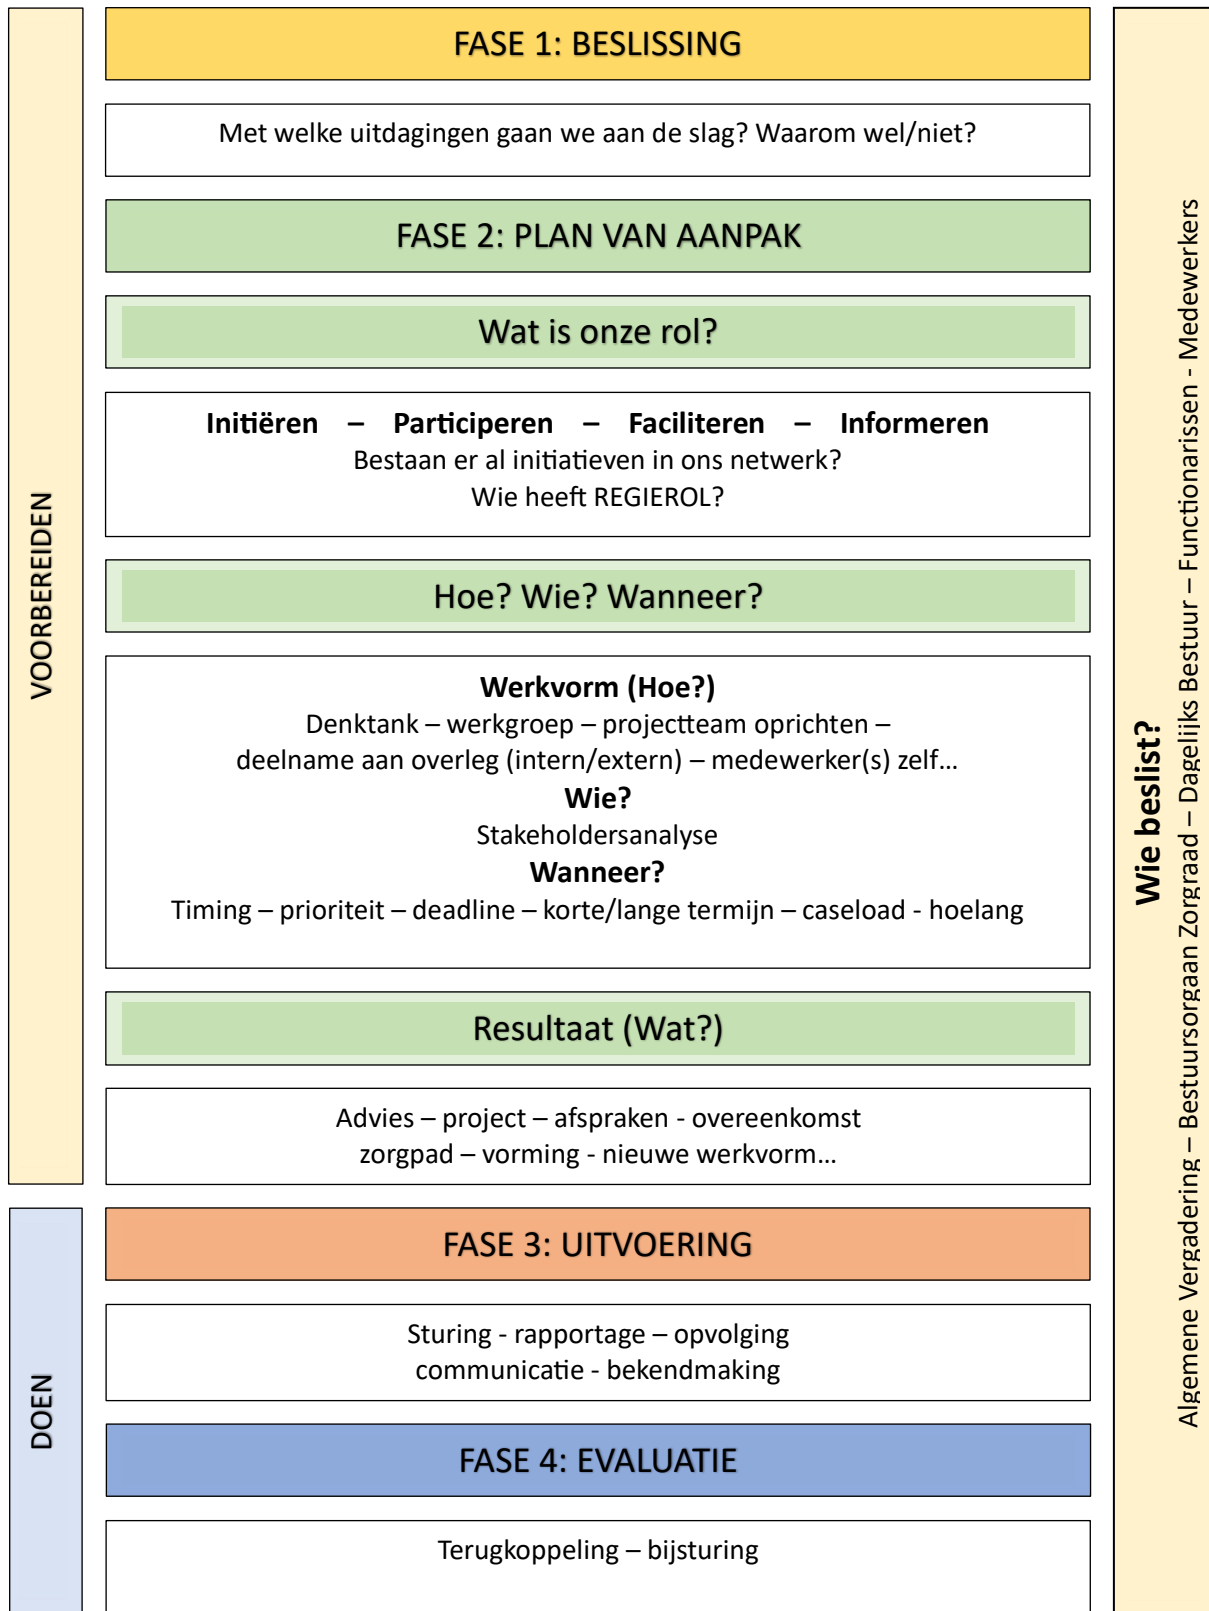 FASE 1: BESLISSING
Met welke uitdagingen gaan we aan de slag? Waarom wel/niet?
FASE 2: PLAN VAN AANPAK
Wat is onze rol?
Initiëren – Participeren – Faciliteren – Informeren
Bestaan er al initiatieven in ons netwerk?
Wie heeft REGIEROL?
Hoe? Wie? Wanneer?
Werkvorm (Hoe?)
Denktank – werkgroep – projectteam oprichten –
deelname aan overleg (intern/extern) – medewerker(s) zelf…
Wie?
Stakeholdersanalyse
Wanneer?
Timing – prioriteit – deadline – korte/lange termijn – caseload - hoelang
Resultaat (Wat?)
Advies – project – afspraken - overeenkomst
zorgpad – vorming - nieuwe werkvorm…
VOORBEREIDEN
FASE 3: UITVOERING
Sturing - rapportage – opvolging
communicatie - bekendmaking
FASE 4: EVALUATIE
Terugkoppeling – bijsturing
DOEN
Wie beslist?
Algemene Vergadering – Bestuursorgaan Zorgraad – Dagelijks Bestuur – Functionarissen - Medewerkers